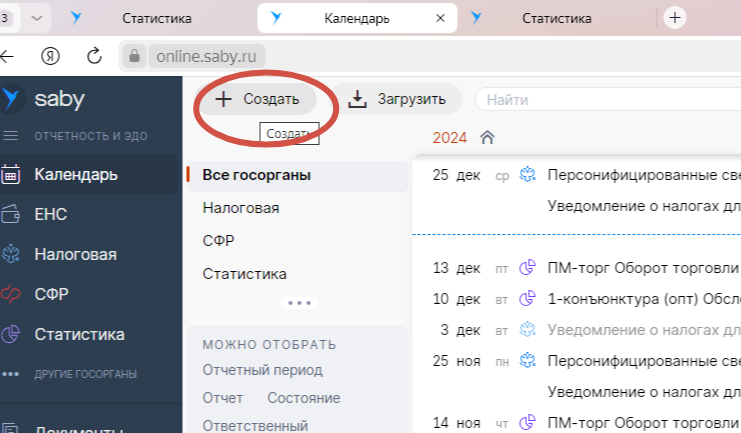 3 Статистика Календарь Статистика
online.saby.ru
saby
+ Создать Загрузить Найти
ОТЧЕТНОСТЬ И ЭДО
Создать
2024
Календарь
ЕНС
Налоговая
СФР
Статистика
ДРУГИЕ ГОСОРГАНЫ
Документы
Все госорганы
Налоговая
СФР
Статистика
МОЖНО ОТОБРАТЬ
Отчетный период
Отчет Состояние
Ответственный
25 дек ср Персонифицированные све
Уведомление о налогах дл
13 дек пт ПМ-торг Оборот торговли
10 дек вт 1-конъюнктура (опт) Обсле
3 дек вт Уведомление о налогах дл
25 ноя пн Персонифицированные све
Уведомление о налогах дл
14 ноя чт ПМ-торг Оборот торговли